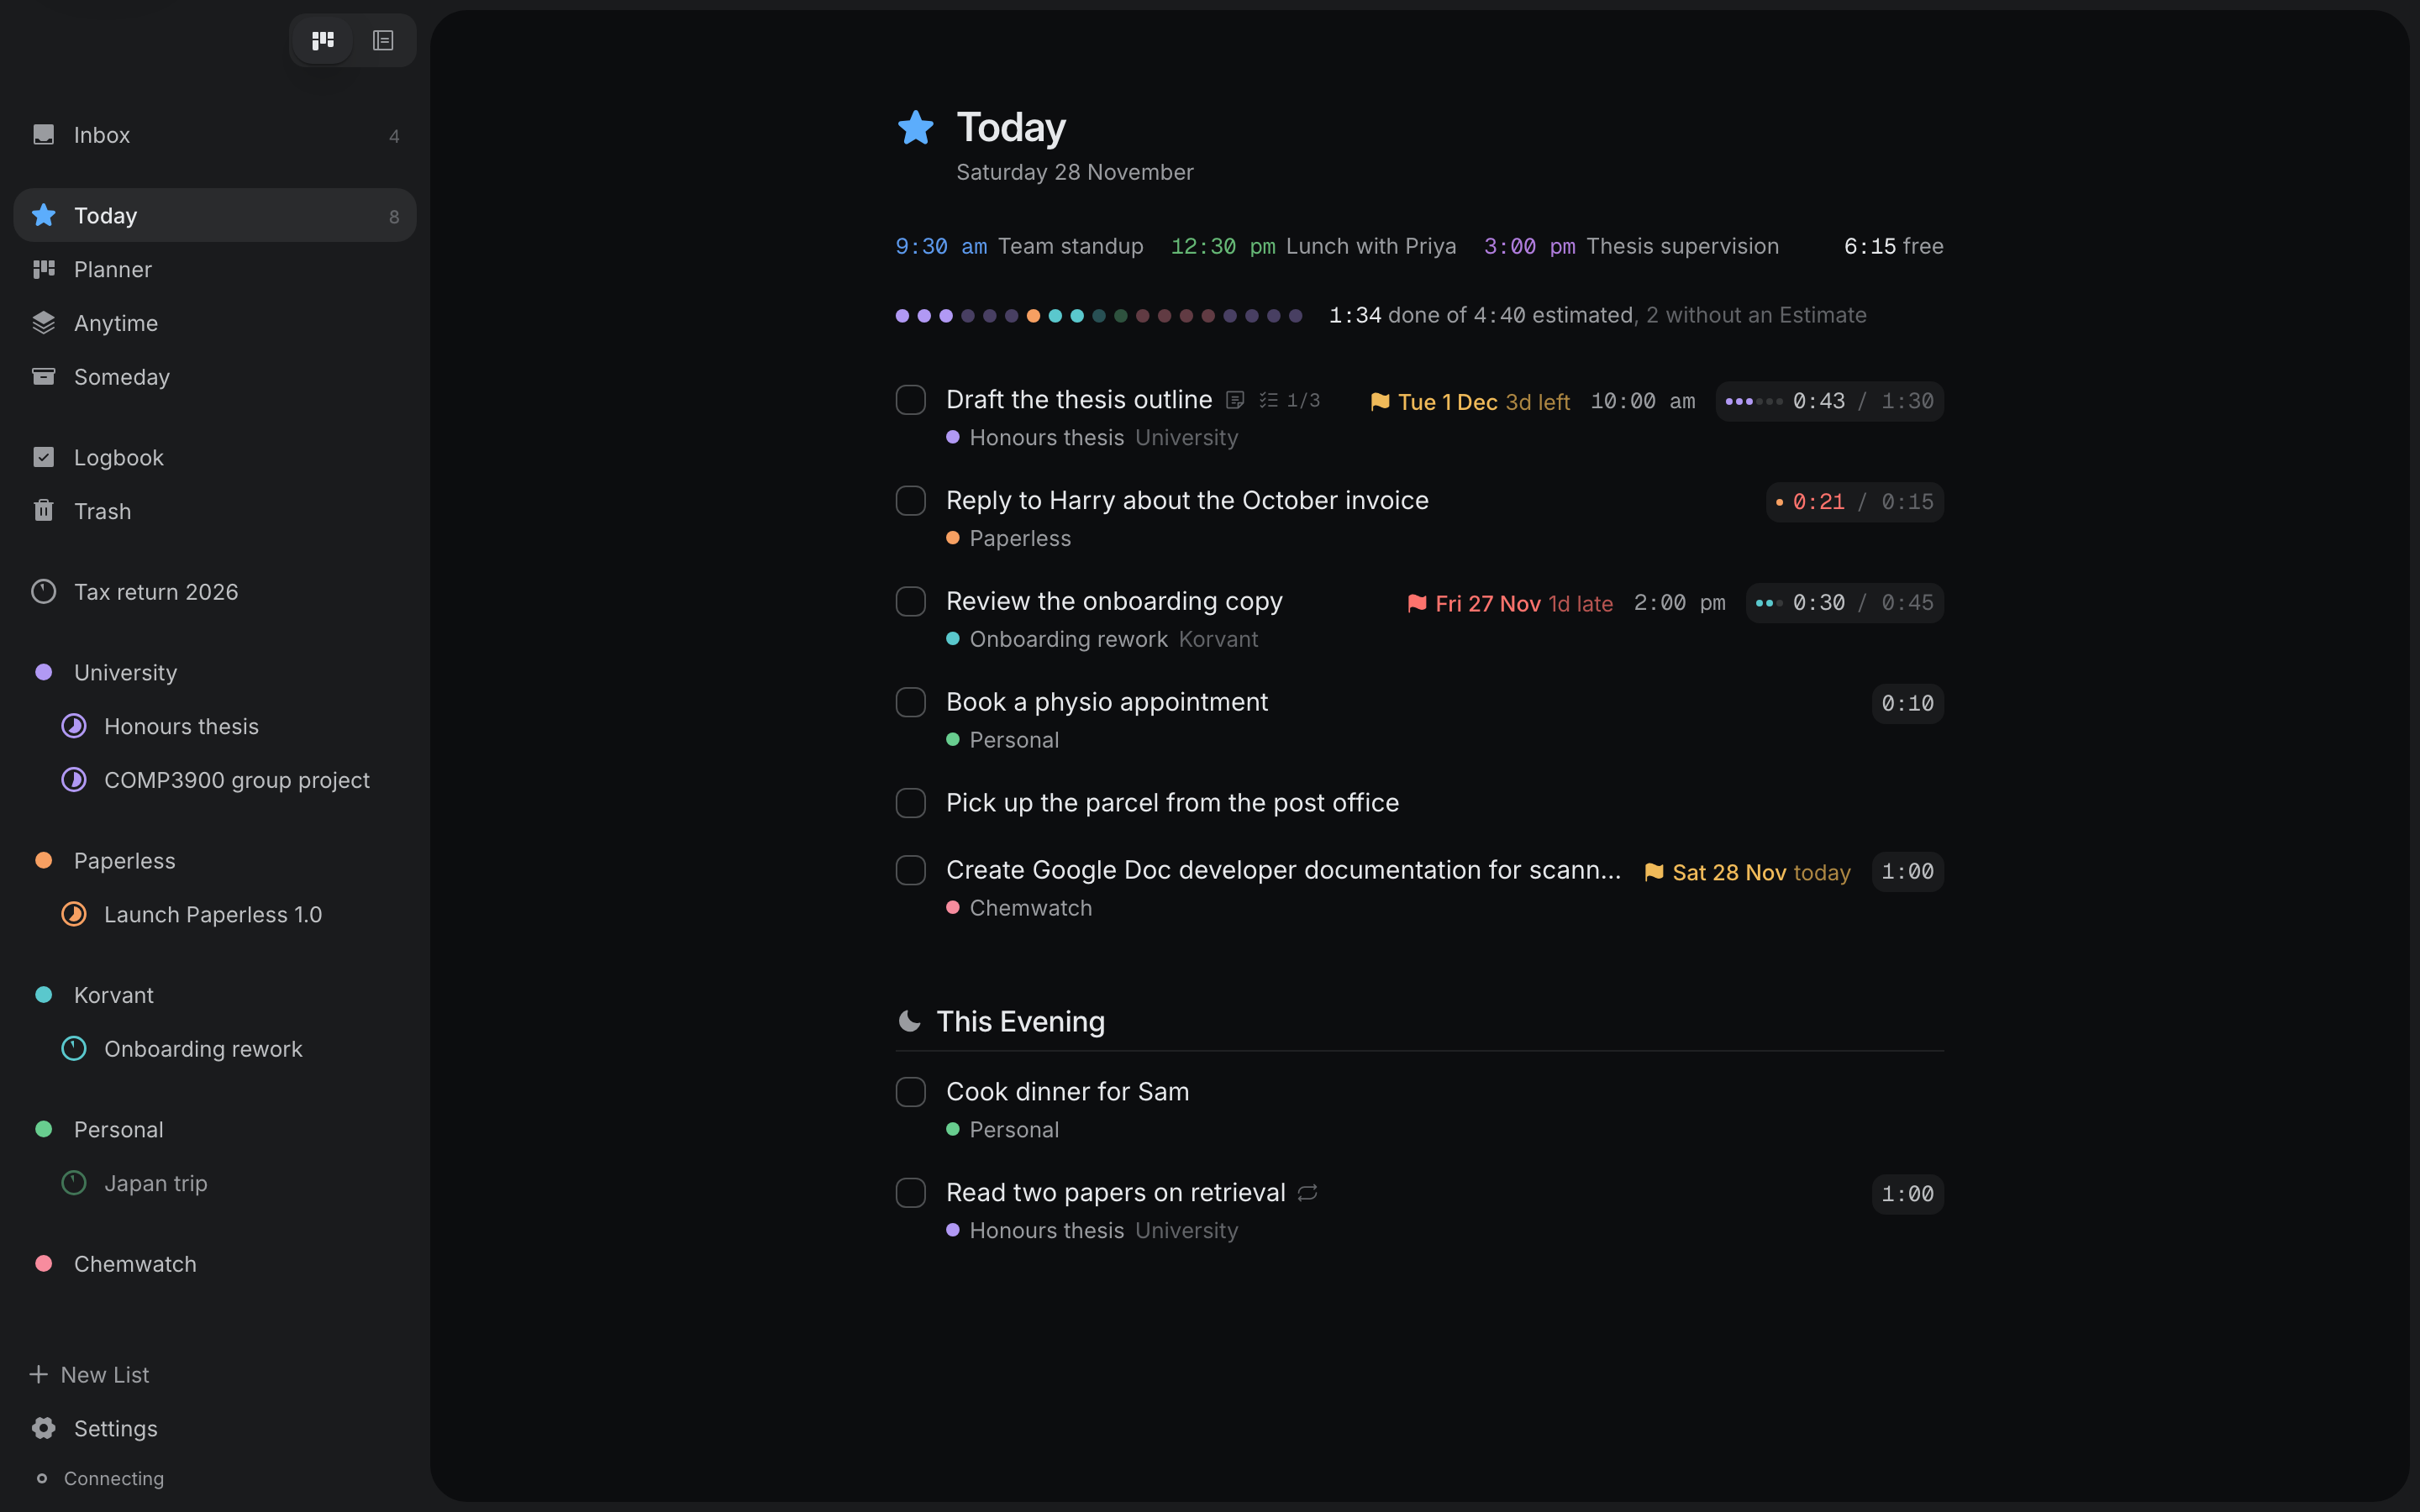 Inbox 4
Today 8
Planner
Anytime
Someday
Logbook
Trash
Tax return 2026
University
Honours thesis
COMP3900 group project
Paperless
Launch Paperless 1.0
Korvant
Onboarding rework
Personal
Japan trip
Chemwatch
New List
Settings
Connecting
Today
Saturday 28 November
9:30 am Team standup 12:30 pm Lunch with Priya 3:00 pm Thesis supervision 6:15 free
1:34 done of 4:40 estimated, 2 without an Estimate
Draft the thesis outline 1/3 Tue 1 Dec 3d left 10:00 am 0:43 / 1:30
Honours thesis University
Reply to Harry about the October invoice 0:21 / 0:15
Paperless
Review the onboarding copy Fri 27 Nov 1d late 2:00 pm 0:30 / 0:45
Onboarding rework Korvant
Book a physio appointment 0:10
Personal
Pick up the parcel from the post office
Create Google Doc developer documentation for scann... Sat 28 Nov today 1:00
Chemwatch
This Evening
Cook dinner for Sam
Personal
Read two papers on retrieval 1:00
Honours thesis University